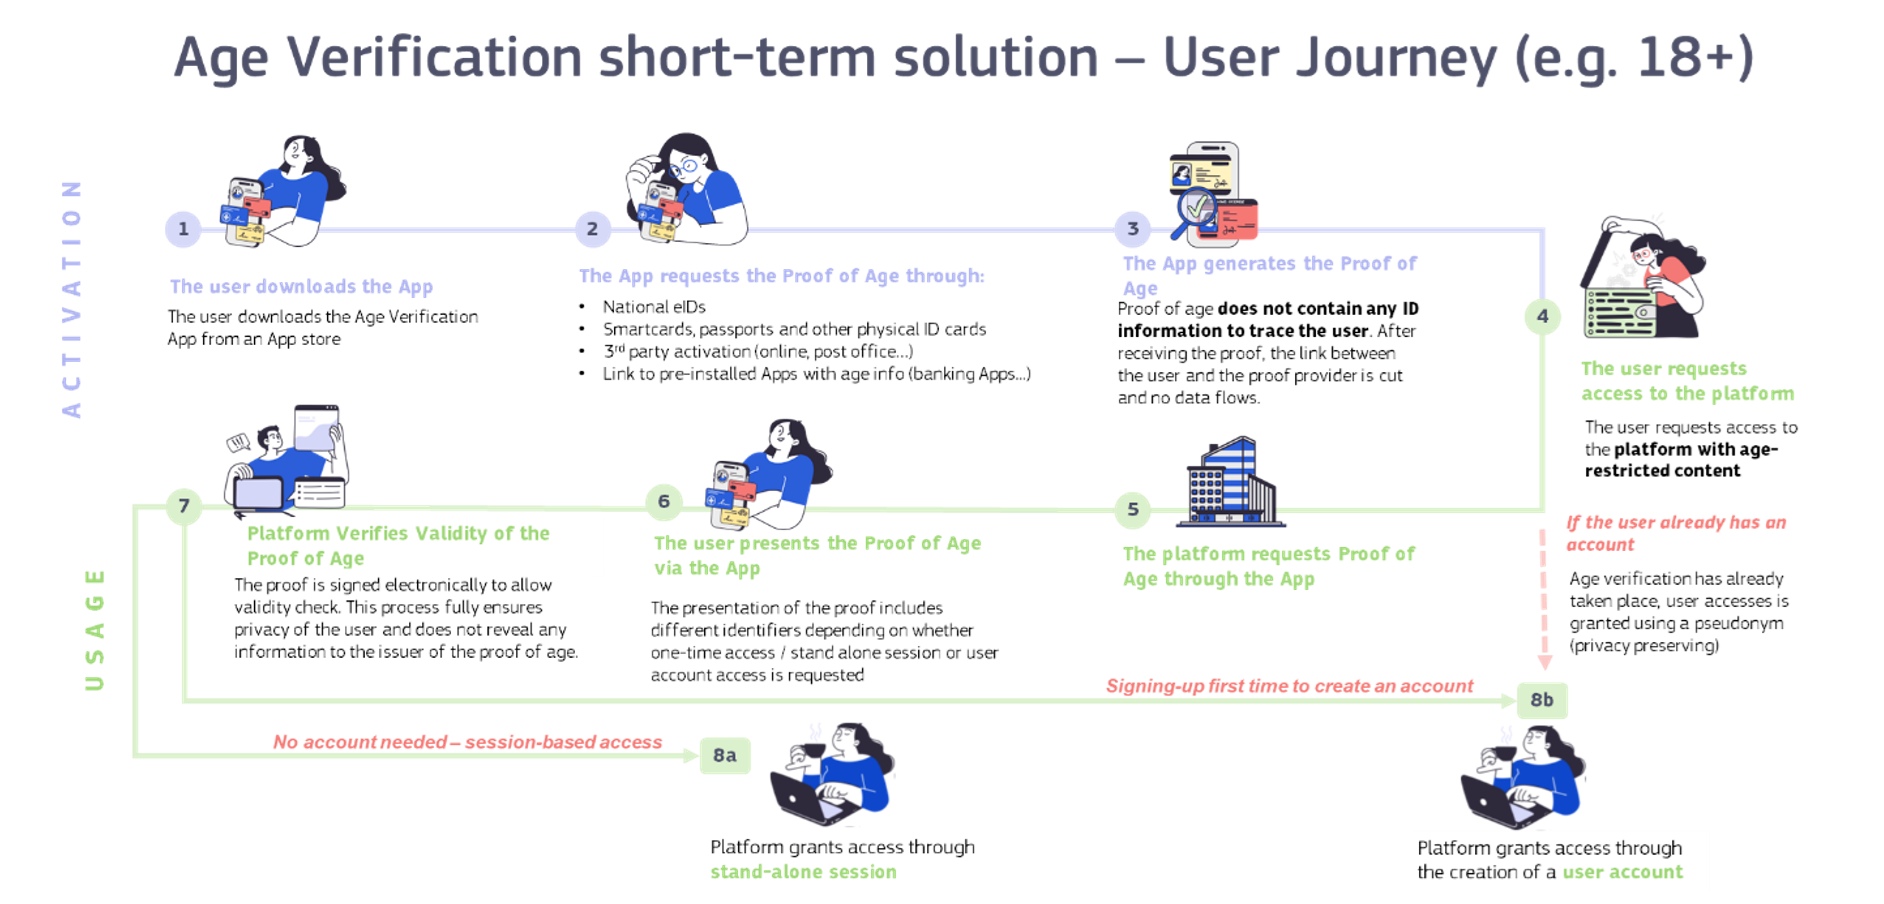 Age Verification short-term solution – User Journey (e.g. 18+)
ACTIVATION
1
The user downloads the App
The user downloads the Age Verification
App from an App store
2
The App requests the Proof of Age through:
• National eIDs
• Smartcards, passports and other physical ID cards
• 3rd party activation (online, post office...)
• Link to pre-installed Apps with age info (banking Apps...)
3
The App generates the Proof of
Age
Proof of age does not contain any ID
information to trace the user. After
receiving the proof, the link between
the user and the proof provider is cut
and no data flows.
4
The user requests
access to the platform
The user requests access to
the platform with age-
restricted content
If the user already has an
account
Age verification has already
taken place, user accesses is
granted using a pseudonym
(privacy preserving)
USAGE
5
The platform requests Proof of
Age through the App
6
The user presents the Proof of Age
via the App
The presentation of the proof includes
different identifiers depending on whether
one-time access / stand alone session or user
account access is requested
7
Platform Verifies Validity of the
Proof of Age
The proof is signed electronically to allow
validity check. This process fully ensures
privacy of the user and does not reveal any
information to the issuer of the proof of age.
Signing-up first time to create an account
8b
No account needed – session-based access
8a
Platform grants access through
stand-alone session
Platform grants access through
the creation of a user account